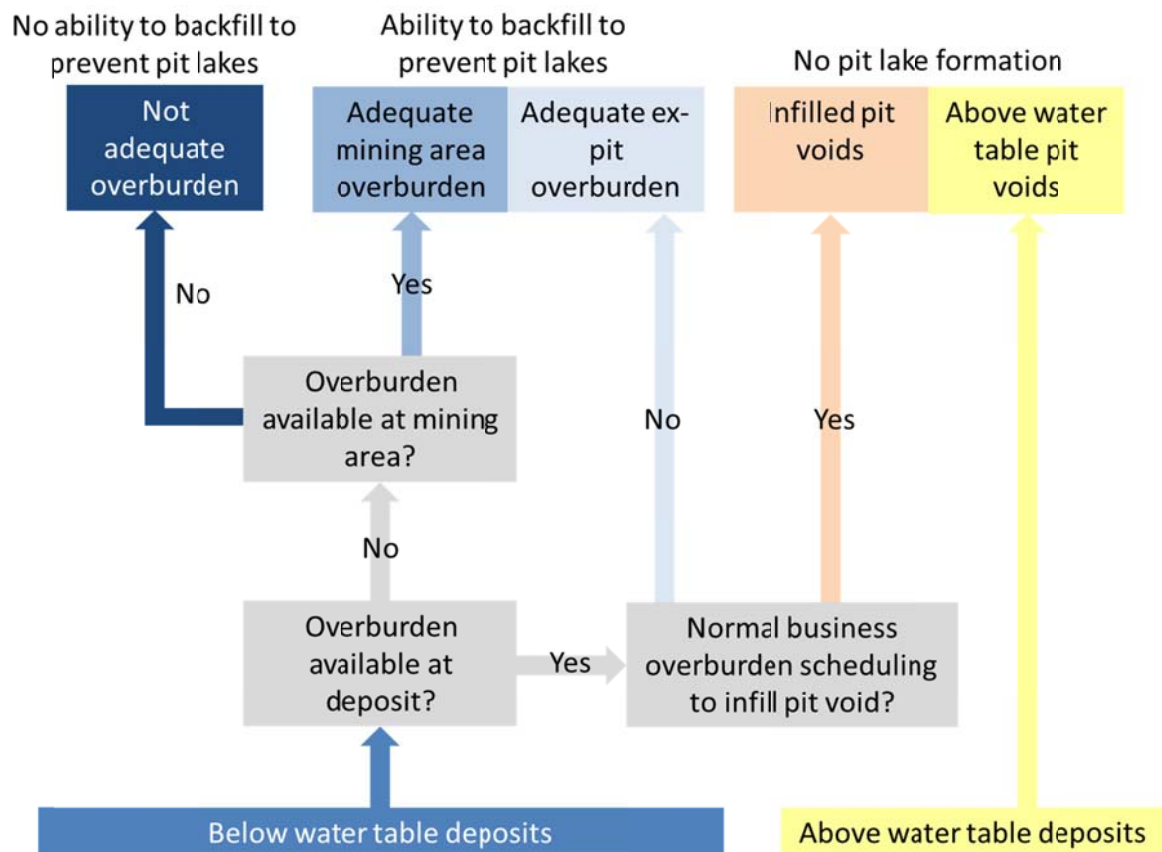 No ability to backfill to
prevent pit lakes
Ability to backfill to
prevent pit lakes
No pit lake formation
Not
adequate
overburden
Adequate
mining area
overburden
Adequate ex-
pit
overburden
Infilled pit
voids
Above water
table pit
voids
No
Yes
Overburden
available at mining
area?
No
Yes
No
Overburden
available at
deposit?
Yes
Normal business
overburden scheduling
to infill pit void?
Below water table deposits
Above water table deposits